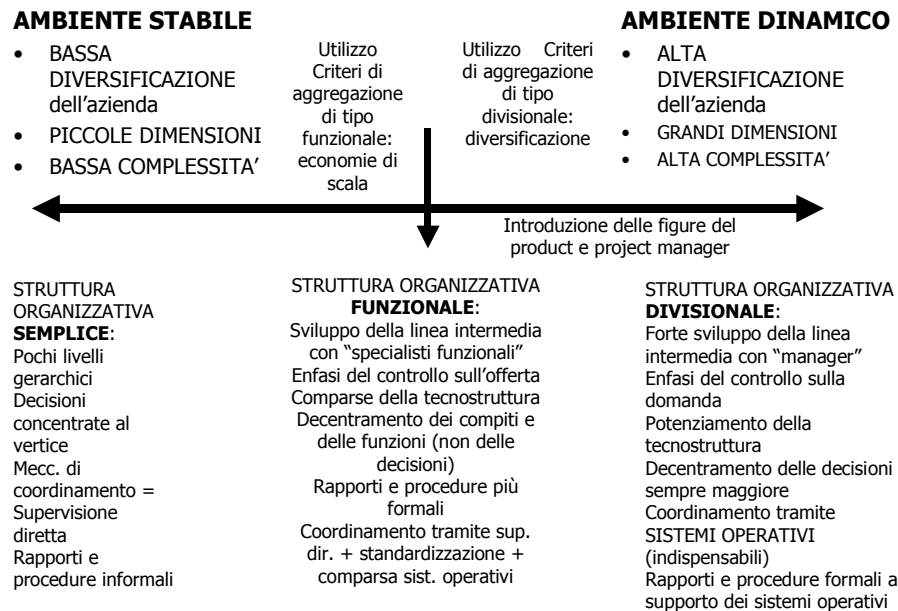 AMBIENTE STABILE
• BASSA
DIVERSIFICAZIONE
dell'azienda
• PICCOLE DIMENSIONI
• BASSA COMPLESSITA'
Utilizzo
Criteri di
aggregazione
di tipo
funzionale:
economie di
scala
Utilizzo Criteri
di aggregazione
di tipo
divisionale:
diversificazione
AMBIENTE DINAMICO
• ALTA
DIVERSIFICAZIONE
dell'azienda
• GRANDI DIMENSIONI
• ALTA COMPLESSITA'
Introduzione delle figure del
product e project manager
STRUTTURA
ORGANIZZATIVA
SEMPLICE:
Pochi livelli
gerarchici
Decisioni
concentrate al
vertice
Mecc. di
coordinamento =
Supervisione
diretta
Rapporti e
procedure informali
STRUTTURA ORGANIZZATIVA
FUNZIONALE:
Sviluppo della linea intermedia
con "specialisti funzionali"
Enfasi del controllo sull'offerta
Comparse della tecnostruttura
Decentramento dei compiti e
delle funzioni (non delle
decisioni)
Rapporti e procedure più
formali
Coordinamento tramite sup.
dir. + standardizzazione +
comparsa sist. operativi
STRUTTURA ORGANIZZATIVA
DIVISIONALE:
Forte sviluppo della linea
intermedia con "manager"
Enfasi del controllo sulla
domanda
Potenziamento della
tecnostruttura
Decentramento delle decisioni
sempre maggiore
Coordinamento tramite
SISTEMI OPERATIVI
(indispensabili)
Rapporti e procedure formali a
supporto dei sistemi operativi